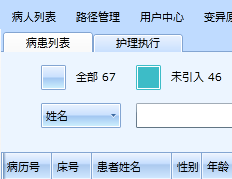 病人列表 路径管理 用户中心 变异
病患列表 护理执行
全部 67 未引入 46
姓名
病历号 床号 患者姓名 性别 年龄